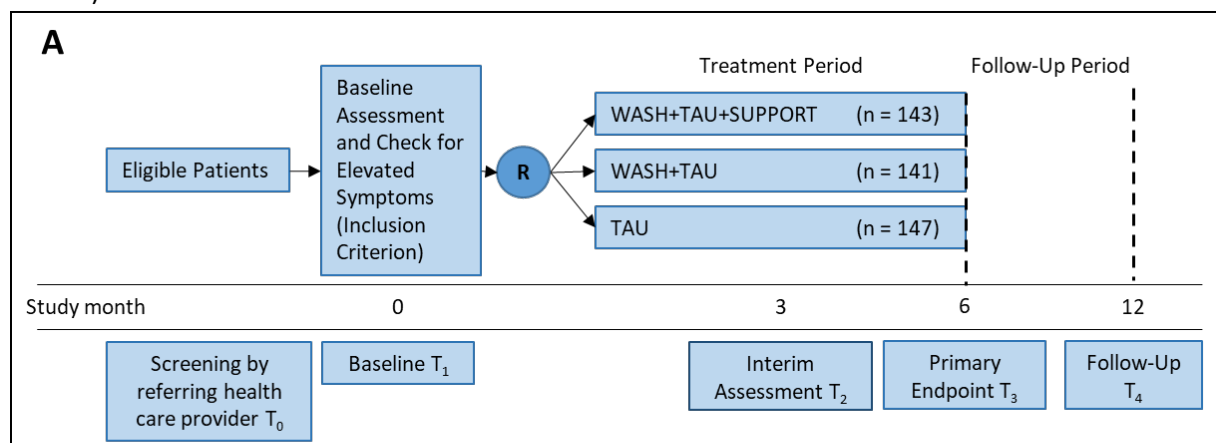 A
Treatment Period
Follow-Up Period
Eligible Patients
Baseline
Assessment
and Check for
Elevated
Symptoms
(Inclusion
Criterion)
R
WASH+TAU+SUPPORT (n = 143)
WASH+TAU (n = 141)
TAU (n = 147)
Study month 0 3 6 12
Screening by
referring health
care provider T0
Baseline T1
Interim
Assessment T2
Primary
Endpoint T3
Follow-Up
T4